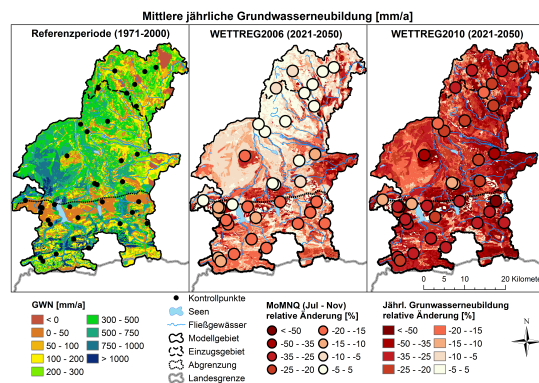 Mittlere jährliche Grundwasserneubildung [mm/a]
Referenzperiode (1971-2000)
WETTREG2006 (2021-2050)
WETTREG2010 (2021-2050)
20 Kilometer
0 5 10
GWN [mm/a]
< 0
0 - 50
50 - 100
100 - 200
200 - 300
300 - 500
500 - 750
750 - 1000
> 1000
Kontrollpunkte
Seen
Fließgewässer
Modellgebiet
Einzugsgebiet
Abgrenzung
Landesgrenze
MoMNQ (Jul - Nov)
relative Änderung [%]
< -50
-50 - -35
-35 - -25
-25 - -20
-20 - -15
-15 - -10
-10 - -5
-5 - 5
Jährl. Grunwasserneubildung
relative Änderung [%]
< -50
-50 - -35
-35 - -25
-25 - -20
-20 - -15
-15 - -10
-10 - -5
-5 - 5
N